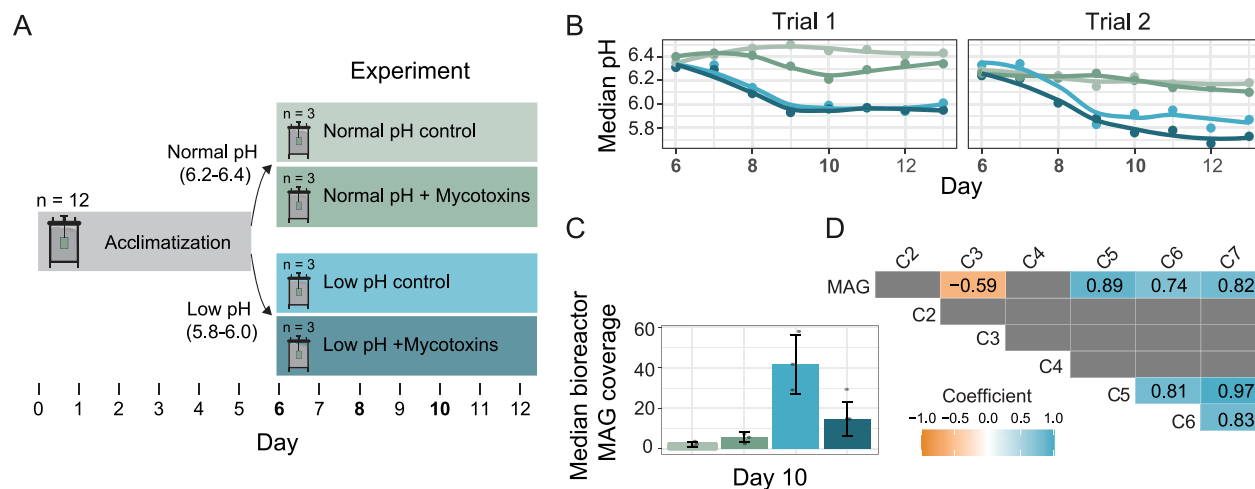 A
Experiment
n = 12
Acclimatization
Normal pH
(6.2-6.4)
Low pH
(5.8-6.0)
n = 3
Normal pH control
n = 3
Normal pH + Mycotoxins
n = 3
Low pH control
n = 3
Low pH +Mycotoxins
0 1 2 3 4 5 6 7 8 9 10 11 12
Day
B
Trial 1
Trial 2
Median pH
6.4
6.2
6.0
5.8
6 8 10 12
6 8 10 12
Day
C
Median bioreactor
MAG coverage
60
40
20
0
Day 10
D
C2 C3 C4 C5 C6 C7
MAG −0.59 0.89 0.74 0.82
C2
C3
C4
C5 0.81 0.97
C6 0.83
Coefficient
−1.0 −0.5 0.0 0.5 1.0